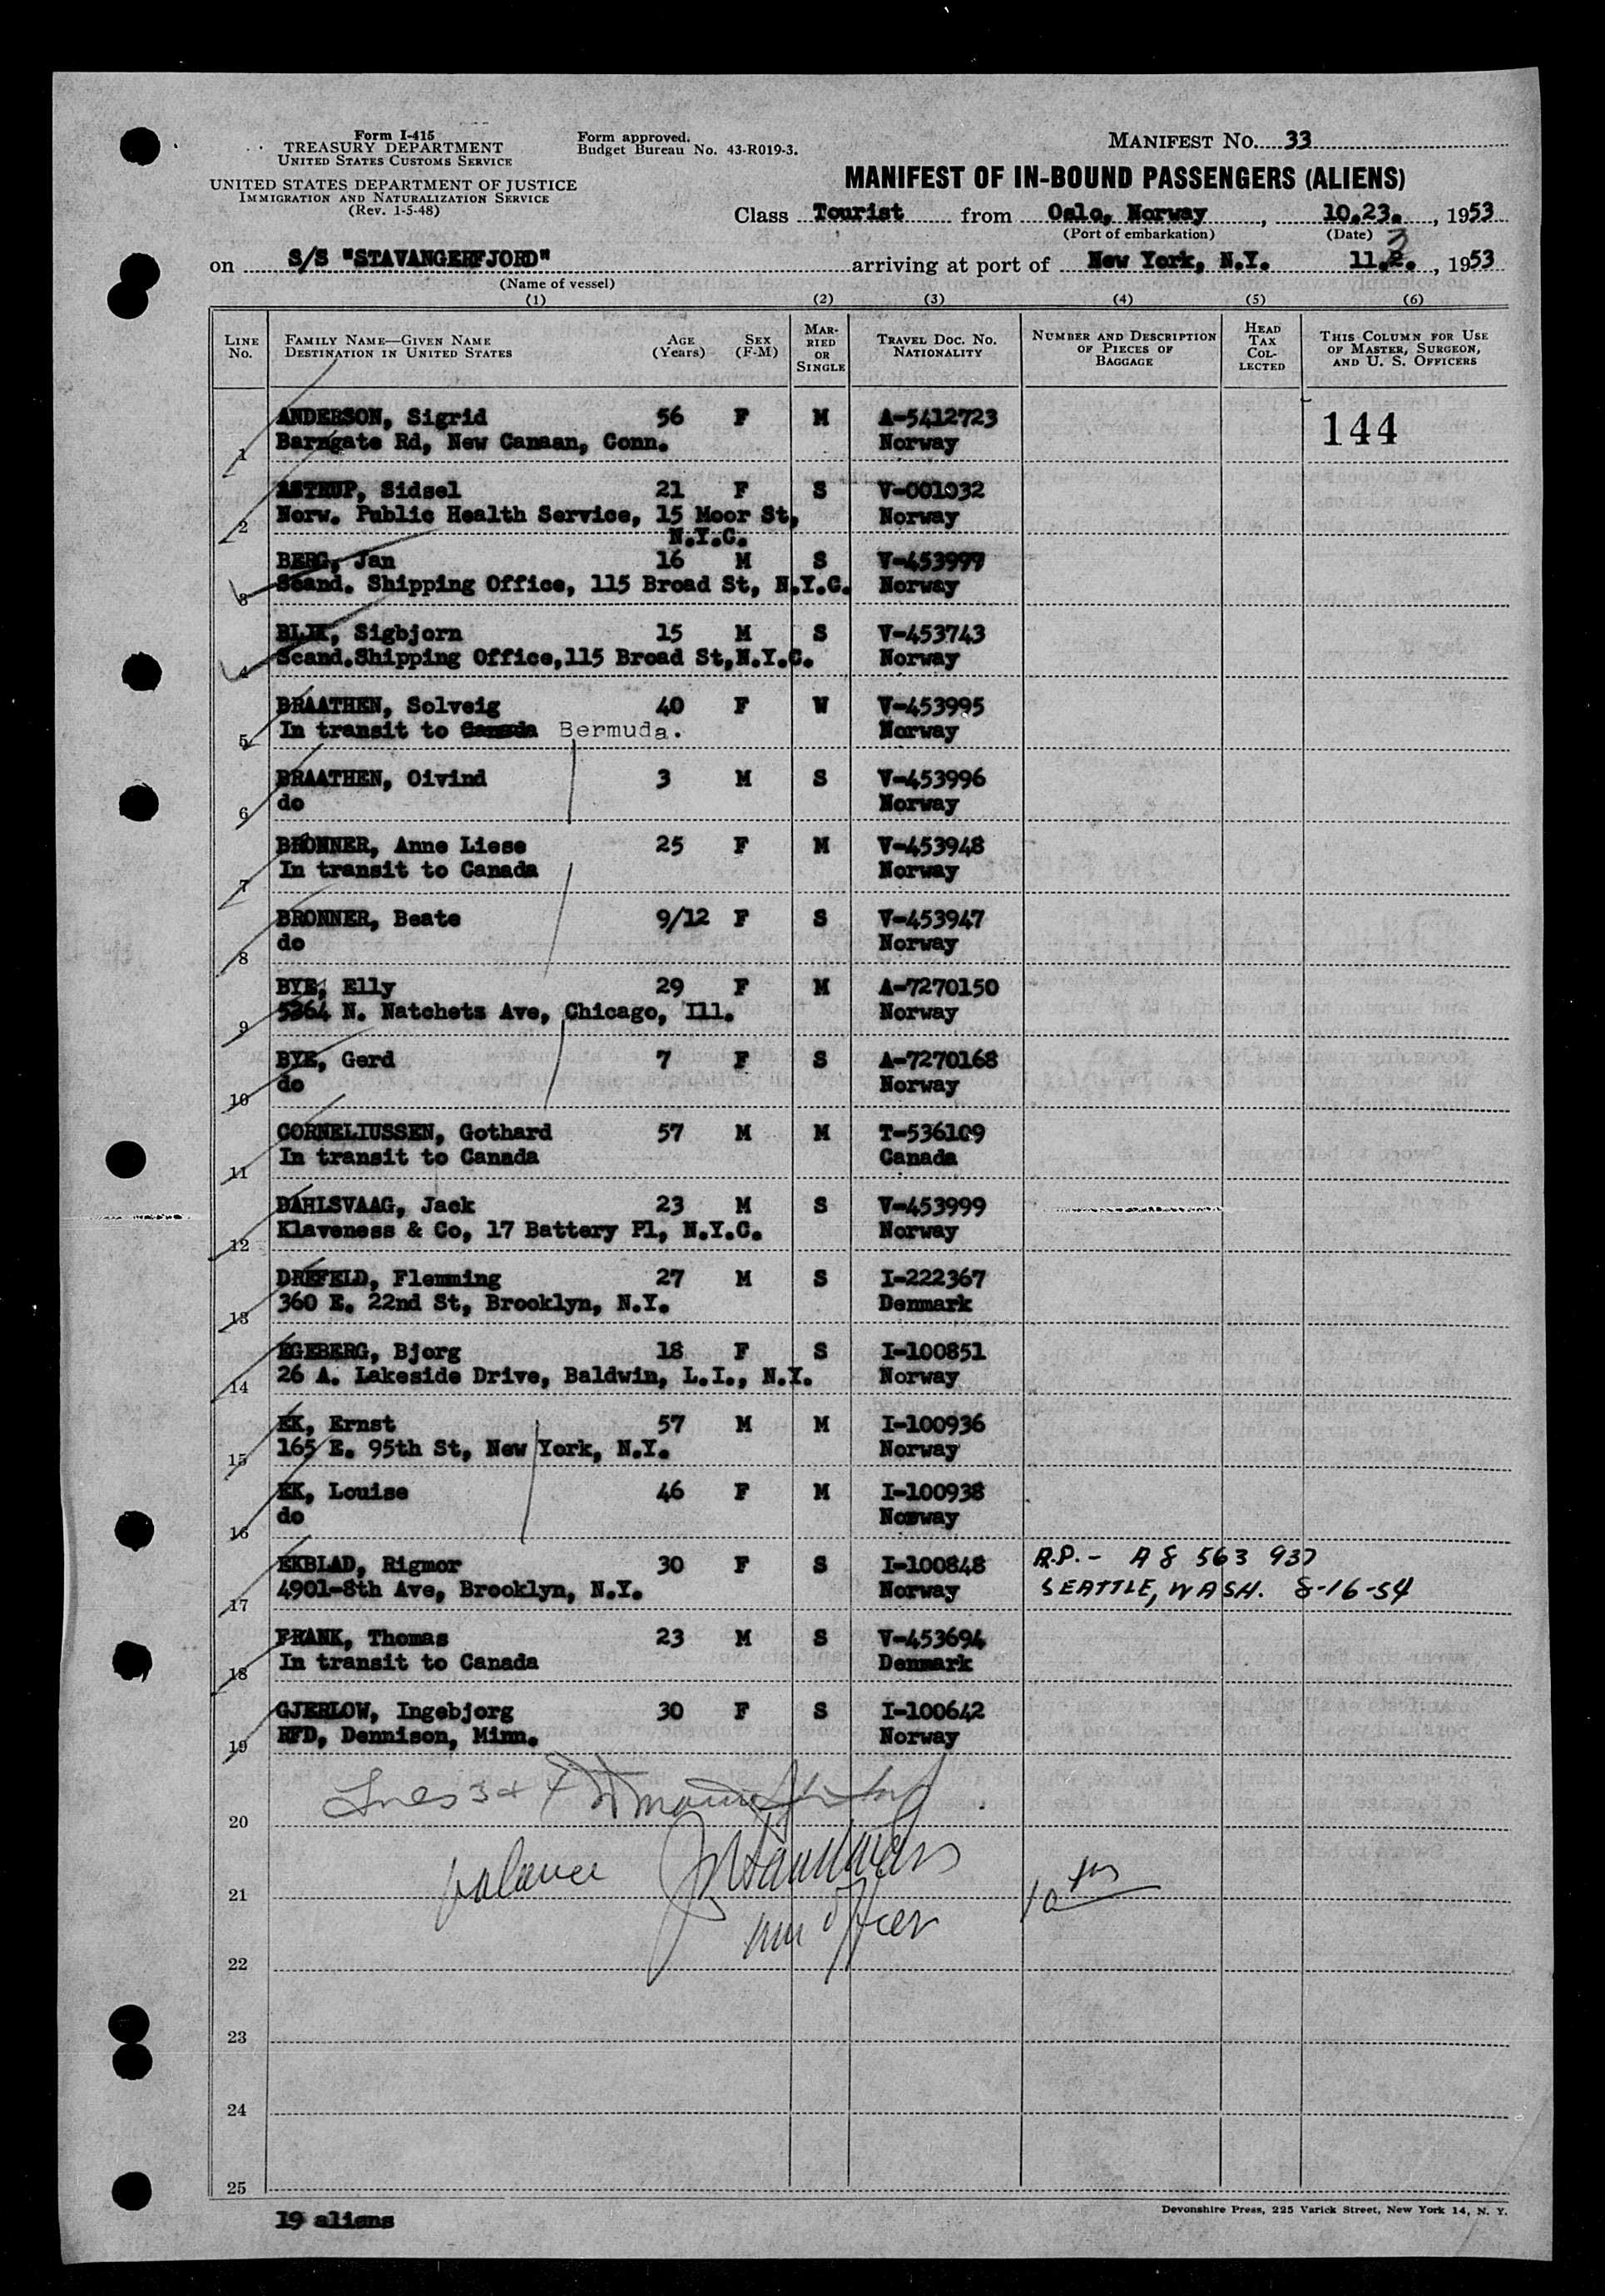 Form I-415
TREASURY DEPARTMENT
UNITED STATES CUSTOMS SERVICE
UNITED STATES DEPARTMENT OF JUSTICE
IMMIGRATION AND NATURALIZATION SERVICE
(Rev. 1-5-48)
Form approved.
Budget Bureau No. 43-R019-3.
MANIFEST NO. 33
MANIFEST OF IN-BOUND PASSENGERS (ALIENS)
Class Tourist from Oslo, Norway, 10.23., 1953
(Port of embarkation) (Date)
on S/S "STAVANGERFJORD" arriving at port of New York, N.Y. 11.3., 1953
(Name of vessel)
(1) (2) (3) (4) (5) (6)
LINE No. FAMILY NAME—GIVEN NAME DESTINATION IN UNITED STATES AGE (Years) SEX (F-M) MARRIED OR SINGLE TRAVEL DOC. NO. NATIONALITY NUMBER AND DESCRIPTION OF PIECES OF BAGGAGE HEAD TAX COLLECTED THIS COLUMN FOR USE OF MASTER, SURGEON, AND U. S. OFFICERS
ANDERSON, Sigrid 56 F M A-5412723 144
1 Barngate Rd, New Canaan, Conn. Norway
ASTRUP, Sidsel 21 F S V-001032
2 Norw. Public Health Service, 15 Moor St, Norway
N.Y.C.
BERG, Jan 16 M S V-453997
3 Scand. Shipping Office, 115 Broad St, N.Y.C. Norway
BLIX, Sigbjorn 15 M S V-453743
4 Scand.Shipping Office,115 Broad St,N.Y.C. Norway
BRAATHEN, Solveig 40 F W V-453995
5 In transit to Canada Bermuda. Norway
BRAATHEN, Oivind 3 M S V-453996
6 do Norway
BRONNER, Anne Liese 25 F M V-453948
7 In transit to Canada Norway
BRONNER, Beate 9/12 F S V-453947
8 do Norway
BYE, Elly 29 F M A-7270150
9 5364 N. Natchets Ave, Chicago, Ill. Norway
BYE, Gerd 7 F S A-7270168
10 do Norway
CORNELIUSSEN, Gothard 57 M M T-536109
11 In transit to Canada Canada
DAHLSVAAG, Jack 23 M S V-453999
12 Klaveness & Co, 17 Battery Pl, N.Y.C. Norway
DREFELD, Flemming 27 M S I-222367
13 360 E. 22nd St, Brooklyn, N.Y. Denmark
EGEBERG, Bjorg 18 F S I-100851
14 26 A. Lakeside Drive, Baldwin, L.I., N.Y. Norway
EK, Ernst 57 M M I-100936
15 165 E. 95th St, New York, N.Y. Norway
EK, Louise 46 F M I-100938
16 do Norway
EKBLAD, Rigmor 30 F S I-100848 R.P.- A 8 563 937
17 4901-8th Ave, Brooklyn, N.Y. Norway SEATTLE, WASH. 8-16-54
FRANK, Thomas 23 M S V-453694
18 In transit to Canada Denmark
GJERLOW, Ingebjorg 30 F S I-100642
19 RFD, Dennison, Minn. Norway
Lines 3 & 4
20
balance
21
22
23
24
25
19 aliens
Devonshire Press, 225 Varick Street, New York 14, N. Y.